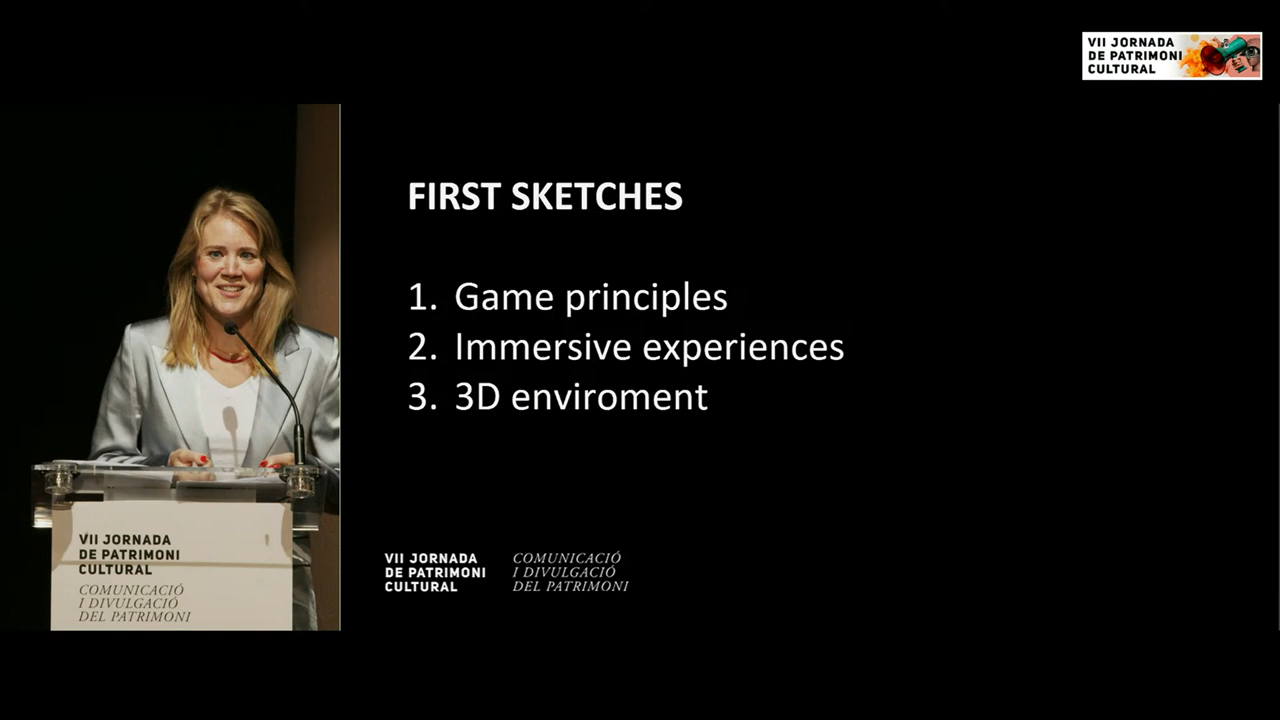 VII JORNADA
DE PATRIMONI
CULTURAL
FIRST SKETCHES
1. Game principles
2. Immersive experiences
3. 3D enviroment
VII JORNADA
DE PATRIMONI
CULTURAL
COMUNICACIÓ
I DIVULGACIÓ
DEL PATRIMONI
VII JORNADA
DE PATRIMONI
CULTURAL
COMUNICACIÓ
I DIVULGACIÓ
DEL PATRIMONI